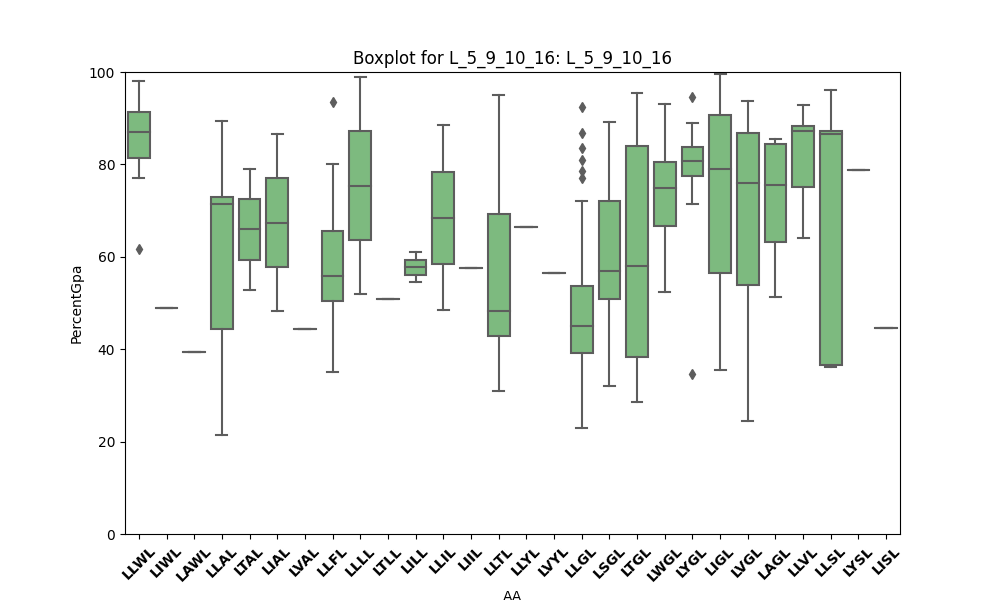 Boxplot for L_5_9_10_16: L_5_9_10_16
100
80
60
40
20
0
PercentGpa
LLWL LIWL LAWL LLAL LTAL LIAL LVAL LLFL LLLL LTLL LILL LLIL LIIL LLTL LLYL LVYL LLGL LSGL LTGL LWGL LYGL LIGL LVGL LAGL LLVL LLSL LYSL LISL
AA